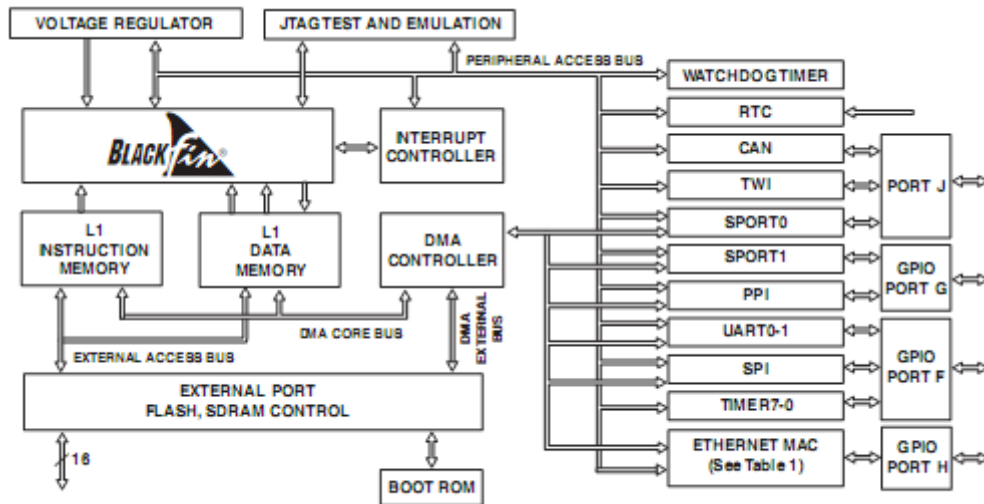 VOLTAGE REGULATOR
JTAGTEST AND EMULATION
PERIPHERAL ACCESS BUS
WATCHDOGTIMER
RTC
BLACKfin®
INTERRUPT
CONTROLLER
CAN
TWI
PORT J
SPORT0
L1
INSTRUCTION
MEMORY
L1
DATA
MEMORY
DMA
CONTROLLER
SPORT1
PPI
GPIO
PORT G
DMA CORE BUS
DMA
EXTERNAL
BUS
EXTERNAL ACCESS BUS
UART0-1
SPI
TIMER7-0
GPIO
PORT F
EXTERNAL PORT
FLASH, SDRAM CONTROL
16
BOOT ROM
ETHERNET MAC
(See Table 1)
GPIO
PORT H